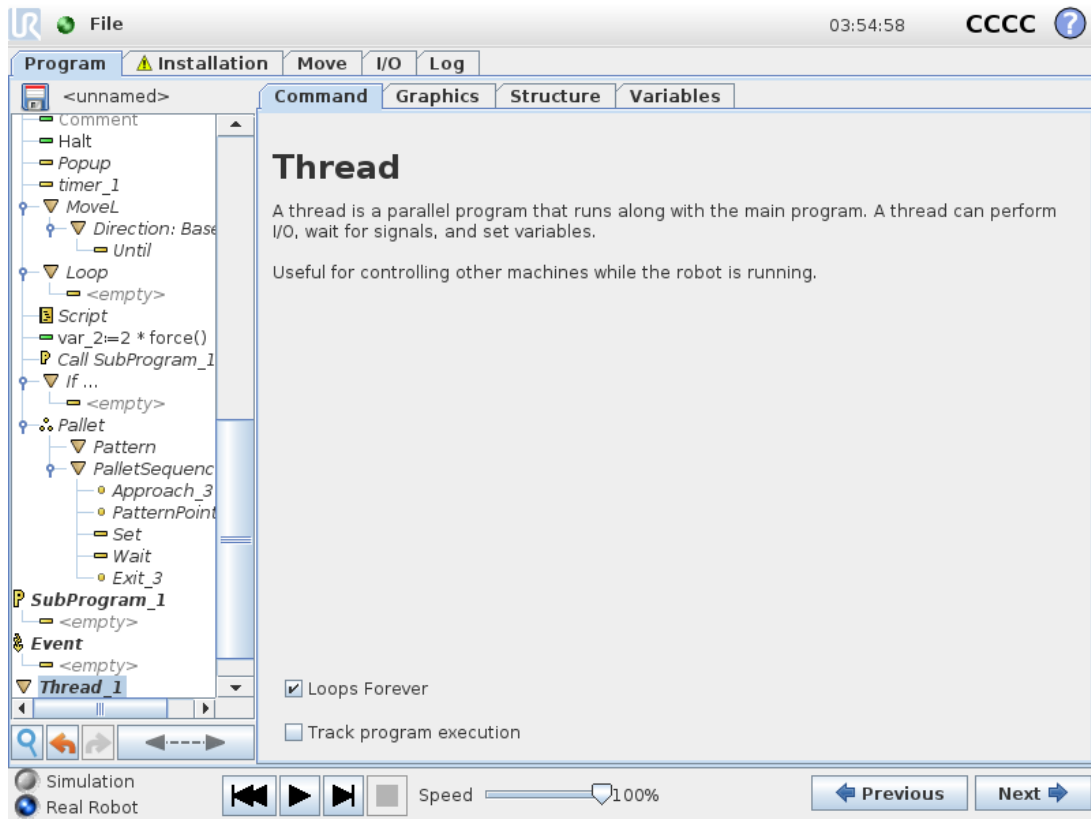 UR File 03:54:58 CCCC ?
Program Installation Move I/O Log
<unnamed> Command Graphics Structure Variables
Comment
Halt
Popup
timer_1
MoveL
Direction: Base
Until
Loop
<empty>
Script
var_2:=2 * force()
Call SubProgram_1
If ...
<empty>
Pallet
Pattern
PalletSequenc
Approach_3
PatternPoint
Set
Wait
Exit_3
P SubProgram_1
<empty>
Event
<empty>
Thread_1
Thread
A thread is a parallel program that runs along with the main program. A thread can perform
I/O, wait for signals, and set variables.
Useful for controlling other machines while the robot is running.
Loops Forever
Track program execution
Simulation
Real Robot
Speed 100%
Previous Next